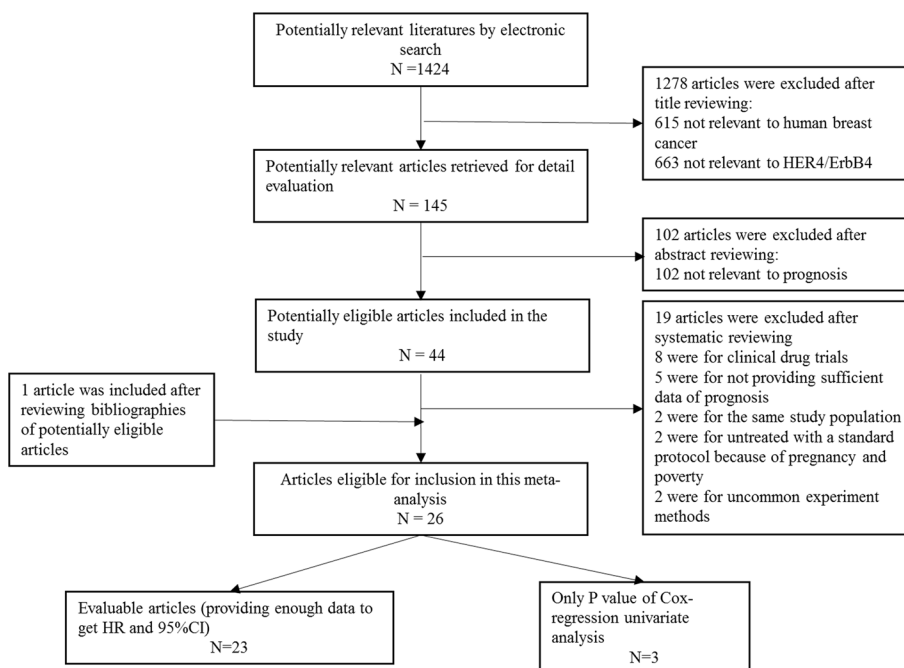 Potentially relevant literatures by electronic
search
N =1424
1278 articles were excluded after
title reviewing:
615 not relevant to human breast
cancer
663 not relevant to HER4/ErbB4
Potentially relevant articles retrieved for detail
evaluation
N = 145
102 articles were excluded after
abstract reviewing:
102 not relevant to prognosis
Potentially eligible articles included in the
study
N = 44
19 articles were excluded after
systematic reviewing
8 were for clinical drug trials
5 were for not providing sufficient
data of prognosis
2 were for the same study population
2 were for untreated with a standard
protocol because of pregnancy and
poverty
2 were for uncommon experiment
methods
1 article was included after
reviewing bibliographies
of potentially eligible
articles
Articles eligible for inclusion in this meta-
analysis
N = 26
Evaluable articles (providing enough data to
get HR and 95%CI)
N=23
Only P value of Cox-
regression univariate
analysis
N=3